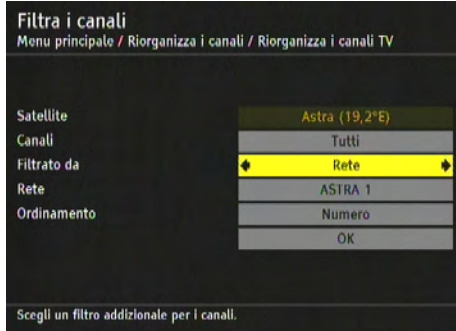 Filtra i canali
Menu principale / Riorganizza i canali / Riorganizza i canali TV
Satellite Astra (19,2°E)
Canali Tutti
Filtrato da Rete
Rete ASTRA 1
Ordinamento Numero
OK
Scegli un filtro addizionale per i canali.